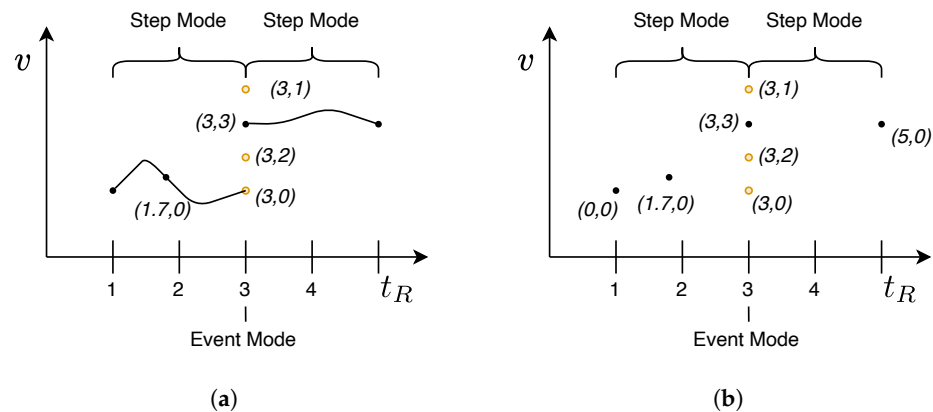 Step Mode Step Mode
v
(3,1)
(3,3)
(3,2)
(1.7,0) (3,0)
1 2 3 4 t_R
Event Mode
(a)
Step Mode Step Mode
v
(3,1)
(3,3)
(5,0)
(3,2)
(0,0) (1.7,0) (3,0)
1 2 3 4 t_R
Event Mode
(b)